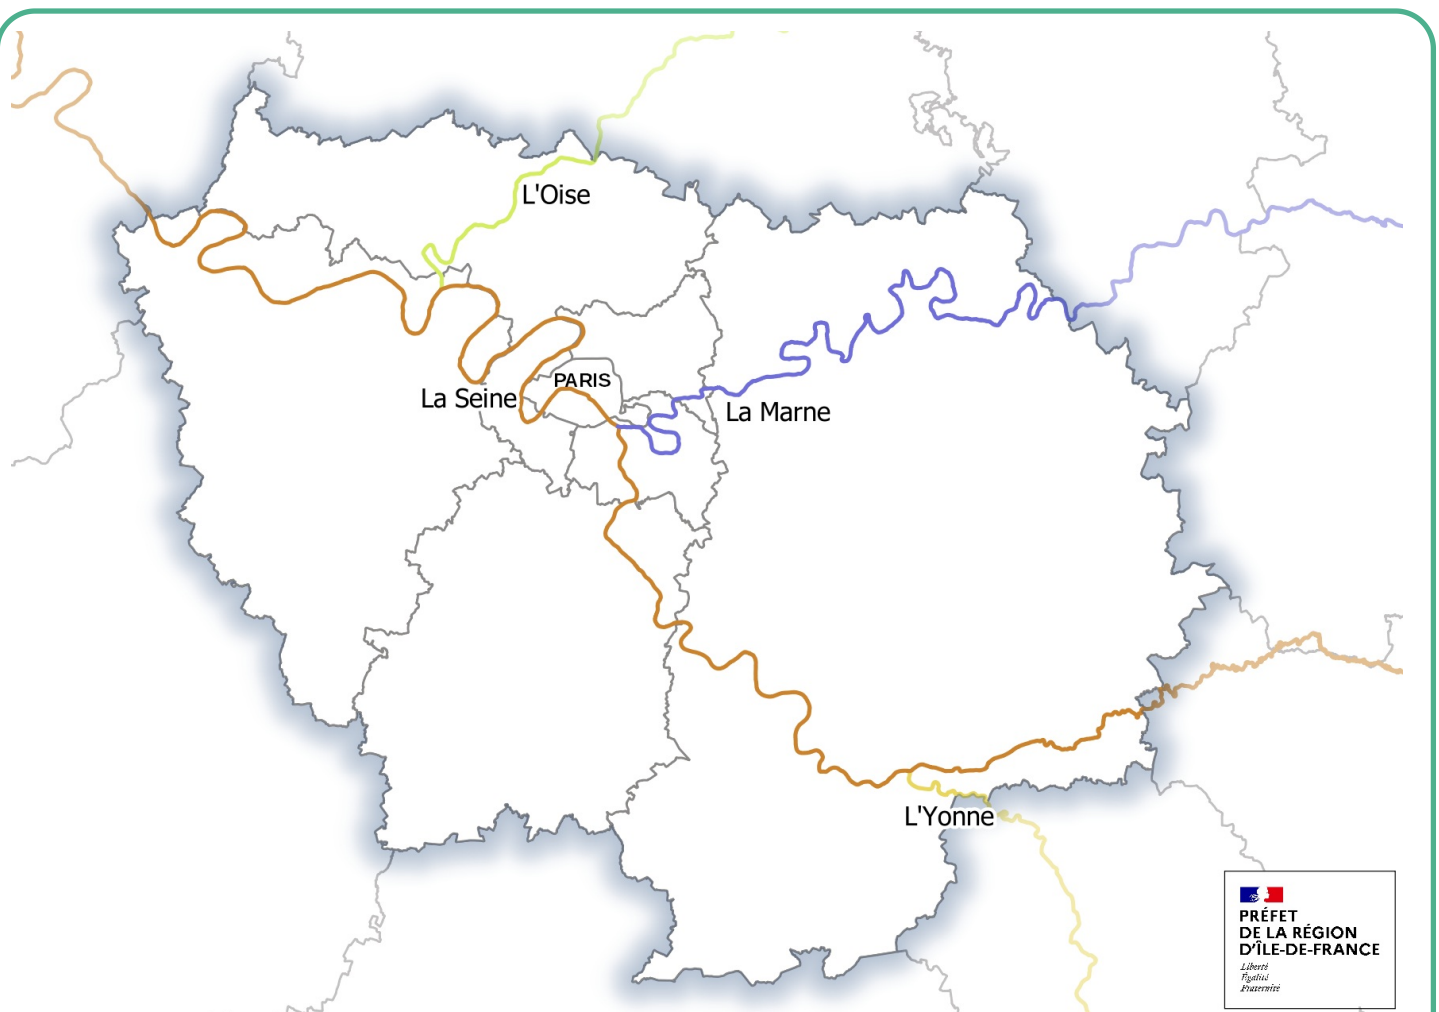 L'Oise
PARIS
La Seine
La Marne
L'Yonne
PRÉFET
DE LA RÉGION
D'ÎLE-DE-FRANCE
Liberté
Égalité
Fraternité